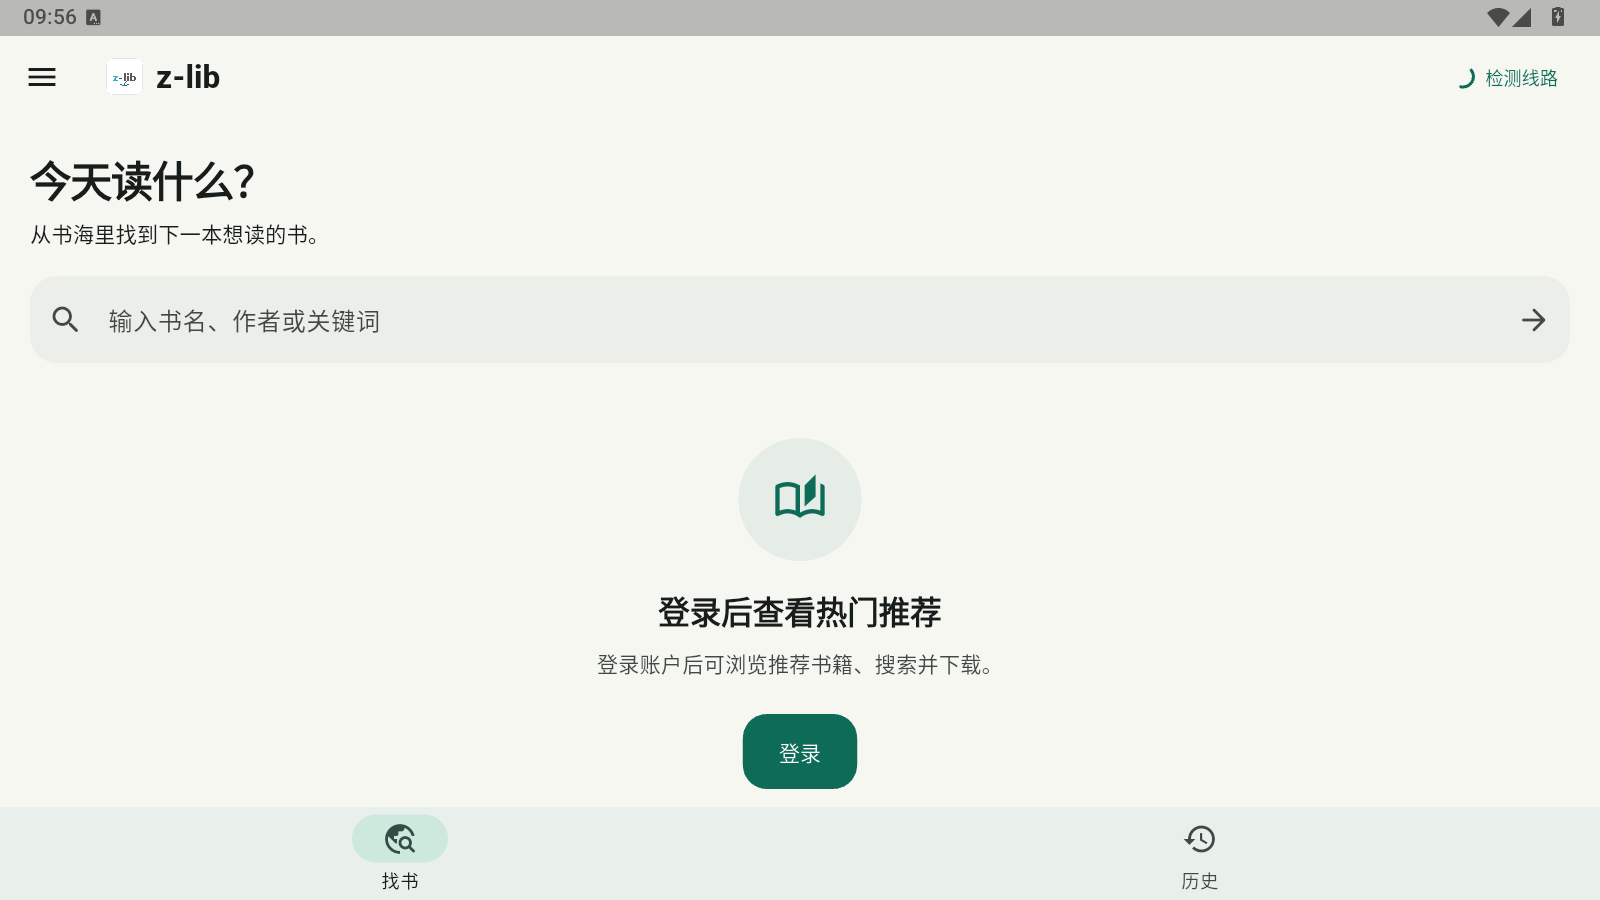 09:56
z-lib
z-lib
检测线路
今天读什么？
从书海里找到下一本想读的书。
输入书名、作者或关键词
登录后查看热门推荐
登录账户后可浏览推荐书籍、搜索并下载。
登录
找书
历史